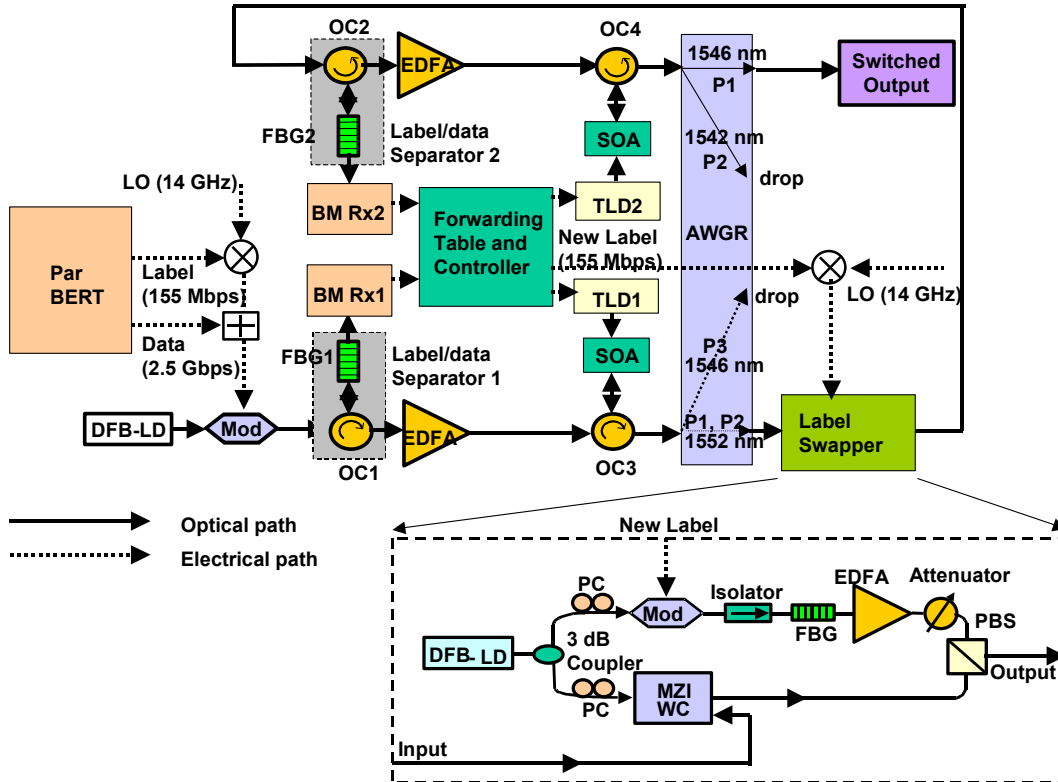 OC2
OC4
EDFA
1546 nm
P1
Switched
Output
FBG2
Label/data
Separator 2
SOA
1542 nm
P2
drop
LO (14 GHz)
BM Rx2
TLD2
Par
BERT
Label
(155 Mbps)
Forwarding
Table and
Controller
New Label
(155 Mbps)
AWGR
LO (14 GHz)
BM Rx1
TLD1
drop
Data
(2.5 Gbps)
FBG1
Label/data
Separator 1
SOA
P3
1546 nm
DFB-LD
Mod
EDFA
P1, P2
1552 nm
Label
Swapper
OC1
OC3
Optical path
Electrical path
New Label
PC
Mod
Isolator
FBG
EDFA
Attenuator
PBS
DFB-LD
3 dB
Coupler
PC
MZI
WC
Output
Input